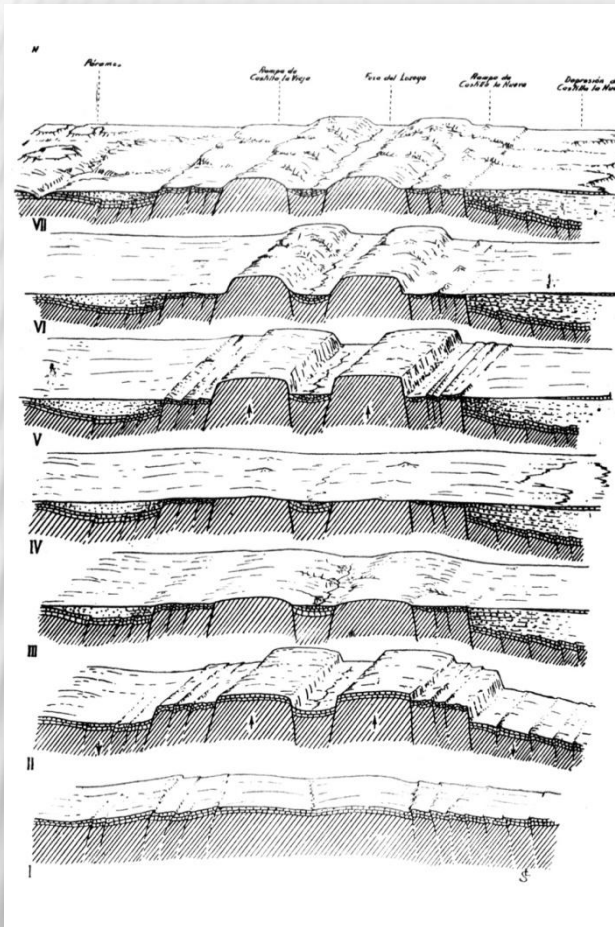 N
Páramo.
Rampa de
Castilla la Vieja
Fosa del Lozoya
Rampa de
Castilla la Nueva
Depresión de
Castilla la Nu
VII
VI
V
IV
III
II
I